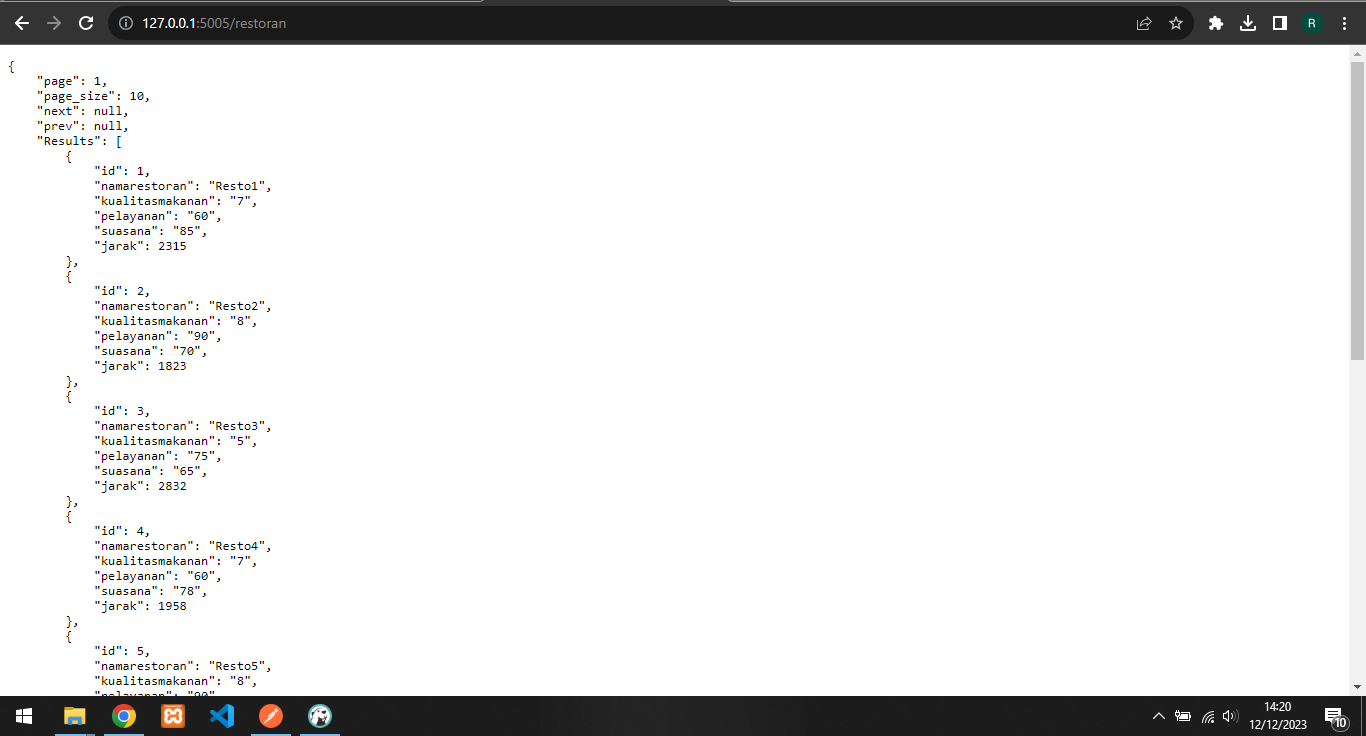 127.0.0.1:5005/restoran
R
{
    "page": 1,
    "page_size": 10,
    "next": null,
    "prev": null,
    "Results": [
        {
            "id": 1,
            "namarestoran": "Resto1",
            "kualitasmakanan": "7",
            "pelayanan": "60",
            "suasana": "85",
            "jarak": 2315
        },
        {
            "id": 2,
            "namarestoran": "Resto2",
            "kualitasmakanan": "8",
            "pelayanan": "90",
            "suasana": "70",
            "jarak": 1823
        },
        {
            "id": 3,
            "namarestoran": "Resto3",
            "kualitasmakanan": "5",
            "pelayanan": "75",
            "suasana": "65",
            "jarak": 2832
        },
        {
            "id": 4,
            "namarestoran": "Resto4",
            "kualitasmakanan": "7",
            "pelayanan": "60",
            "suasana": "78",
            "jarak": 1958
        },
        {
            "id": 5,
            "namarestoran": "Resto5",
            "kualitasmakanan": "8",
            "pelayanan": "90"
14:20
12/12/2023
10